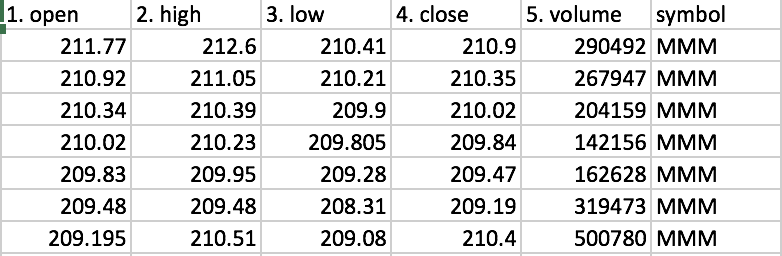 1. open 2. high 3. low 4. close 5. volume symbol
211.77 212.6 210.41 210.9 290492 MMM
210.92 211.05 210.21 210.35 267947 MMM
210.34 210.39 209.9 210.02 204159 MMM
210.02 210.23 209.805 209.84 142156 MMM
209.83 209.95 209.28 209.47 162628 MMM
209.48 209.48 208.31 209.19 319473 MMM
209.195 210.51 209.08 210.4 500780 MMM